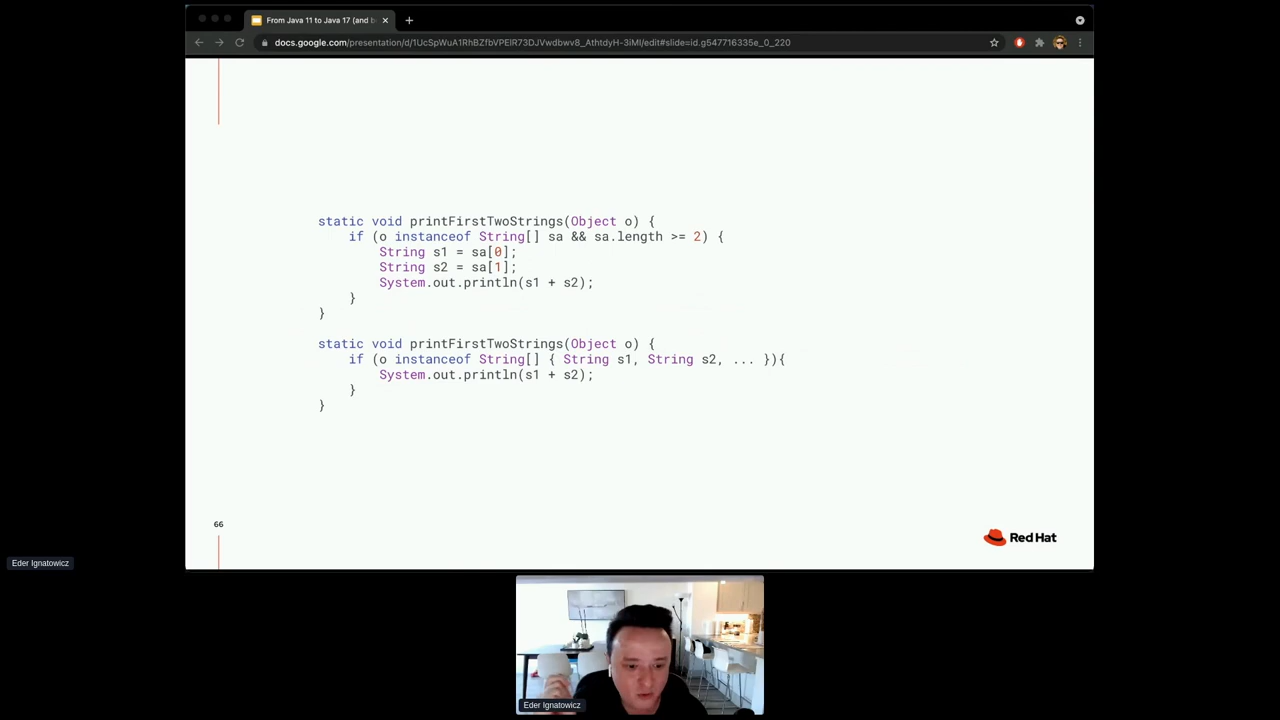 From Java 11 to Java 17 (and b
docs.google.com/presentation/d/1UcSpWuA1RhBZfbVPElR73DJVwdbwv8_AthtdyH-3iMI/edit#slide=id.g547716335e_0_220
static void printFirstTwoStrings(Object o) {
    if (o instanceof String[] sa && sa.length >= 2) {
        String s1 = sa[0];
        String s2 = sa[1];
        System.out.println(s1 + s2);
    }
}
static void printFirstTwoStrings(Object o) {
    if (o instanceof String[] { String s1, String s2, ... }){
        System.out.println(s1 + s2);
    }
}
66
Red Hat
Eder Ignatowicz
Eder Ignatowicz